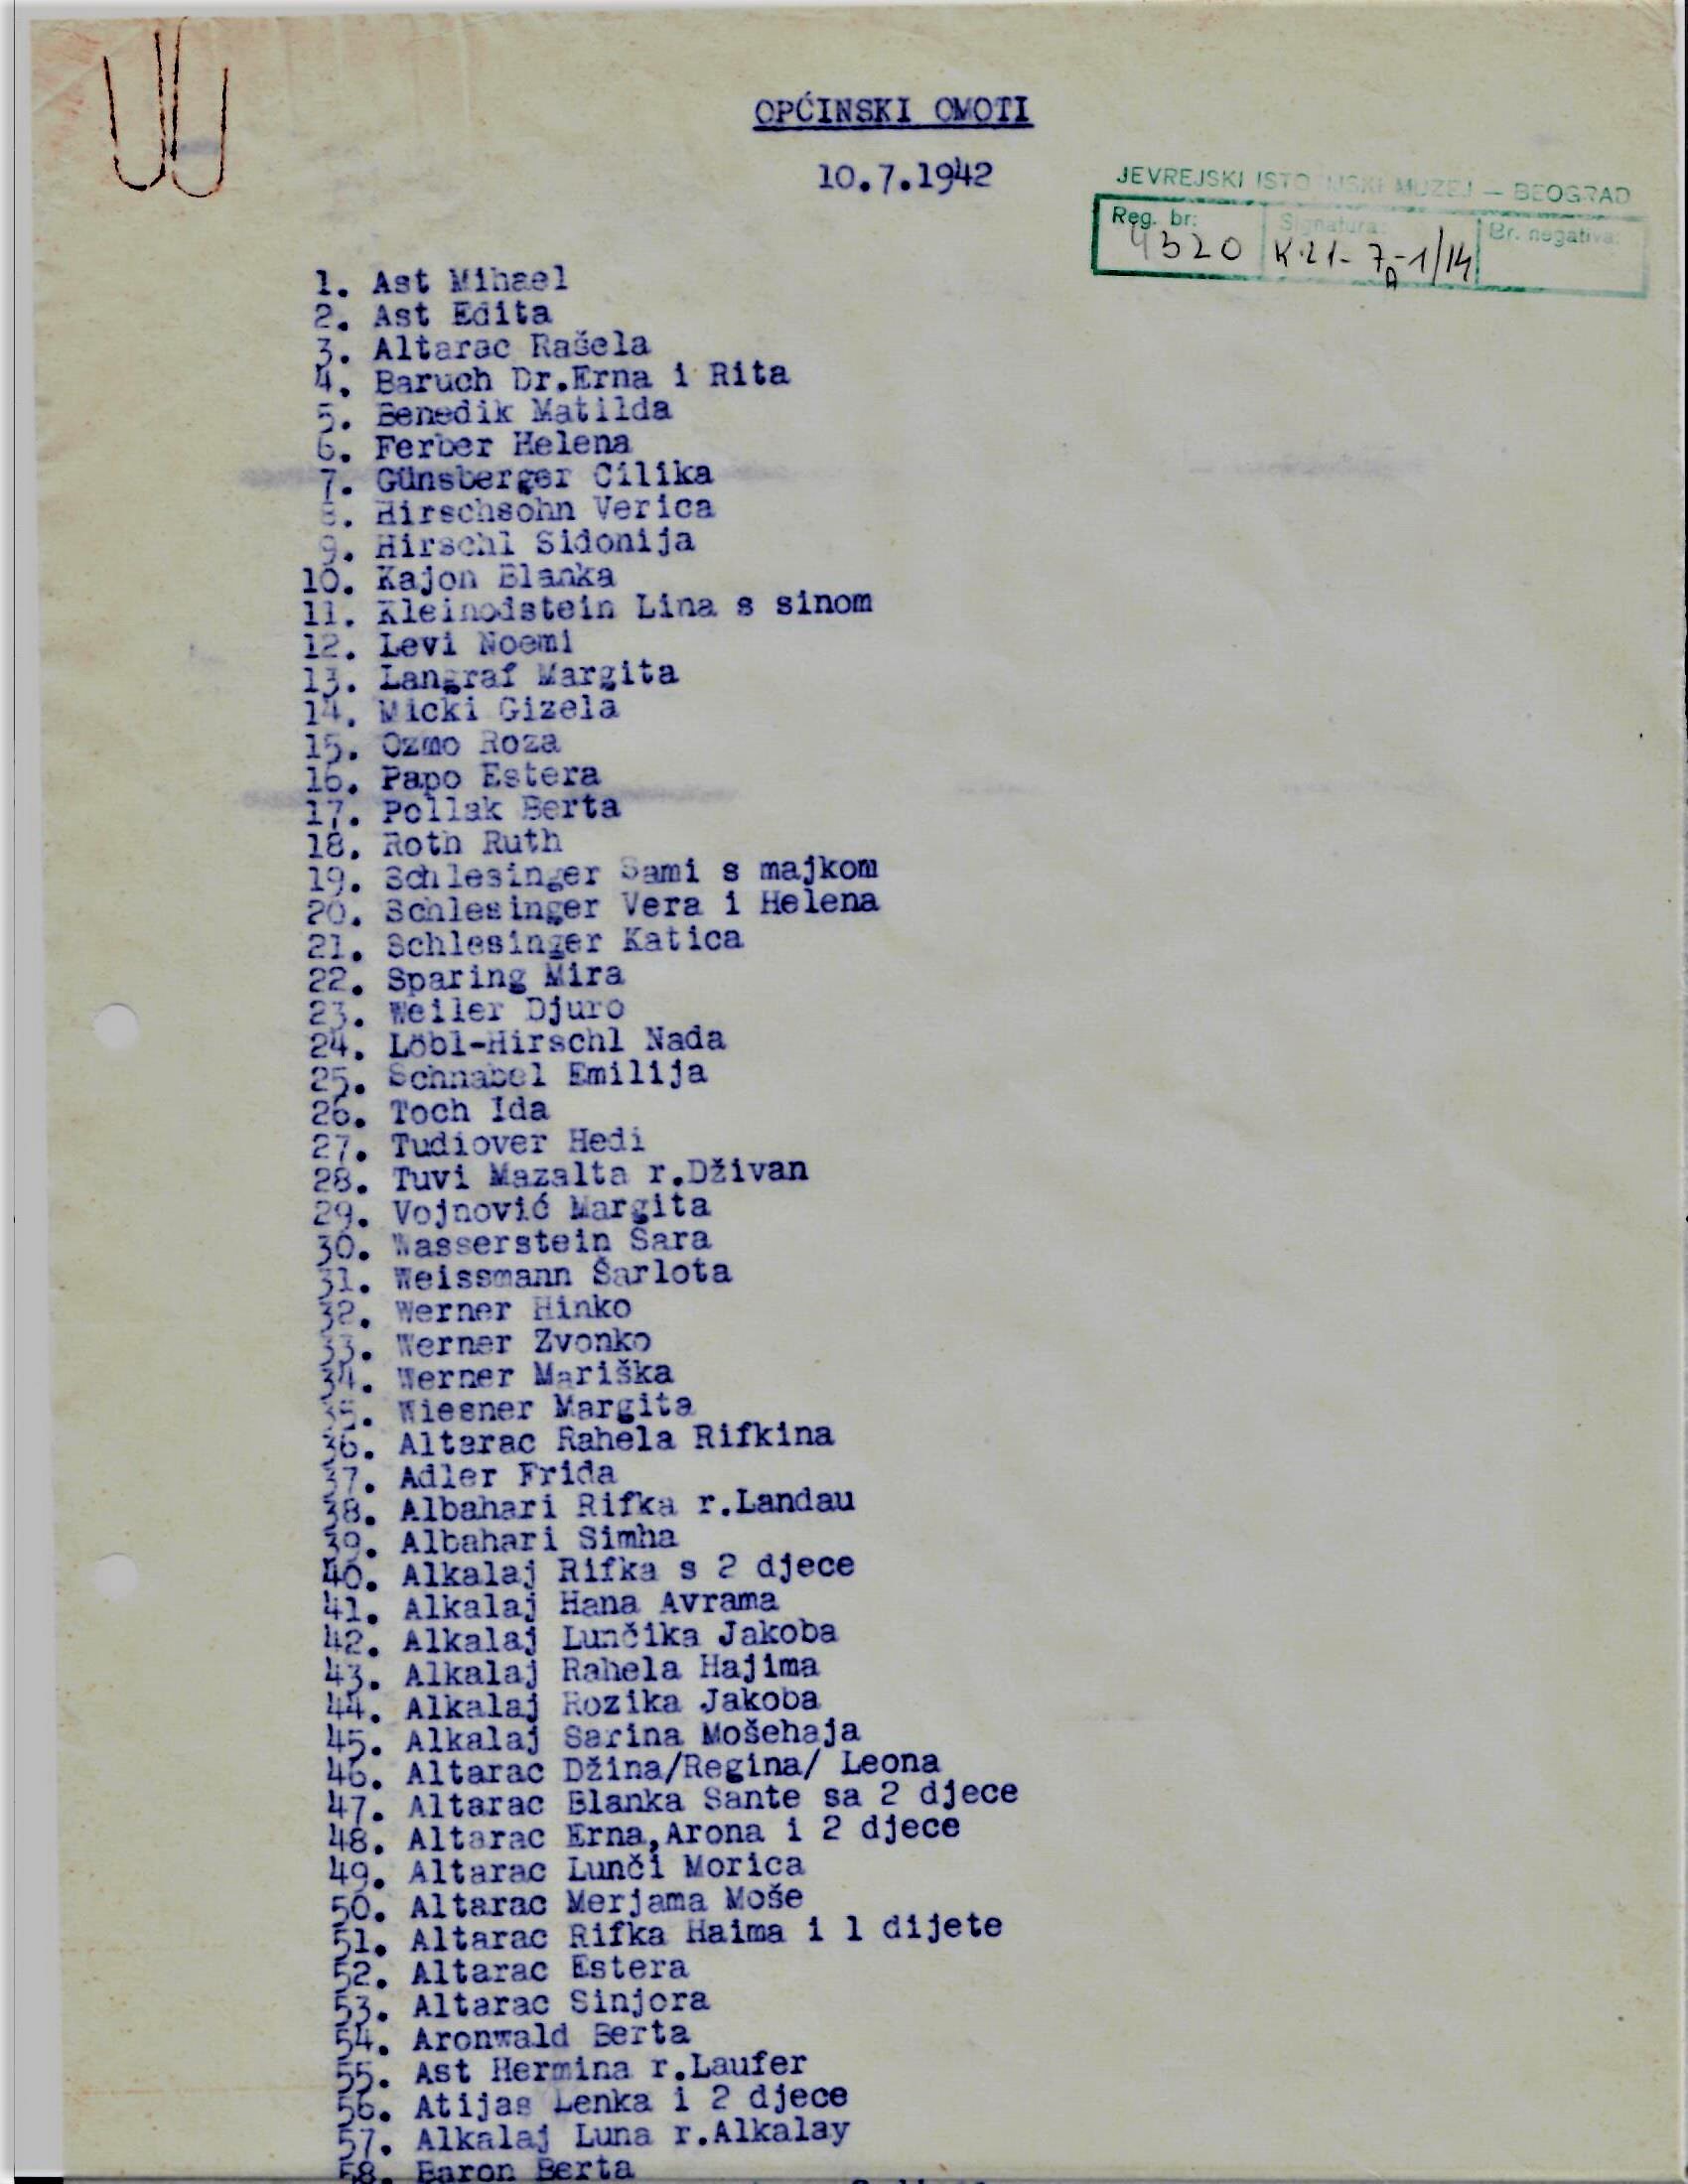 OPĆINSKI OMOTI
10.7.1942
JEVREJSKI ISTORIJSKI MUZEJ — BEOGRAD
Reg. br: Signatura: Br. negativa:
4320 K.21-7A-1/14
1. Ast Mihael
2. Ast Edita
3. Altarac Rašela
4. Baruch Dr.Erna i Rita
5. Benedik Matilda
6. Ferber Helena
7. Günsberger Cilika
8. Hirschsohn Verica
9. Hirschl Sidonija
10. Kajon Blanka
11. Kleinodstein Lina s sinom
12. Levi Noemi
13. Langraf Margita
14. Micki Gizela
15. Ozmo Roza
16. Papo Estera
17. Pollak Berta
18. Roth Ruth
19. Schlesinger Sami s majkom
20. Schlesinger Vera i Helena
21. Schlesinger Katica
22. Sparing Mira
23. Weiler Djuro
24. Löbl-Hirschl Nada
25. Schnabel Emilija
26. Toch Ida
27. Tudiover Hedi
28. Tuvi Mazalta r.Dživan
29. Vojnović Margita
30. Wasserstein Sara
31. Weissmann Šarlota
32. Werner Hinko
33. Werner Zvonko
34. Werner Mariška
35. Wiesner Margita
36. Altarac Rahela Rifkina
37. Adler Frida
38. Albahari Rifka r.Landau
39. Albahari Simha
40. Alkalaj Rifka s 2 djece
41. Alkalaj Hana Avrama
42. Alkalaj Lunčika Jakoba
43. Alkalaj Rahela Hajima
44. Alkalaj Rozika Jakoba
45. Alkalaj Sarina Mošehaja
46. Altarac Džina/Regina/ Leona
47. Altarac Blanka Sante sa 2 djece
48. Altarac Erna,Arona i 2 djece
49. Altarac Lunči Morica
50. Altarac Merjama Moše
51. Altarac Rifka Haima i 1 dijete
52. Altarac Estera
53. Altarac Sinjora
54. Aronwald Berta
55. Ast Hermina r.Laufer
56. Atijas Lenka i 2 djece
57. Alkalaj Luna r.Alkalay
58. Baron Berta